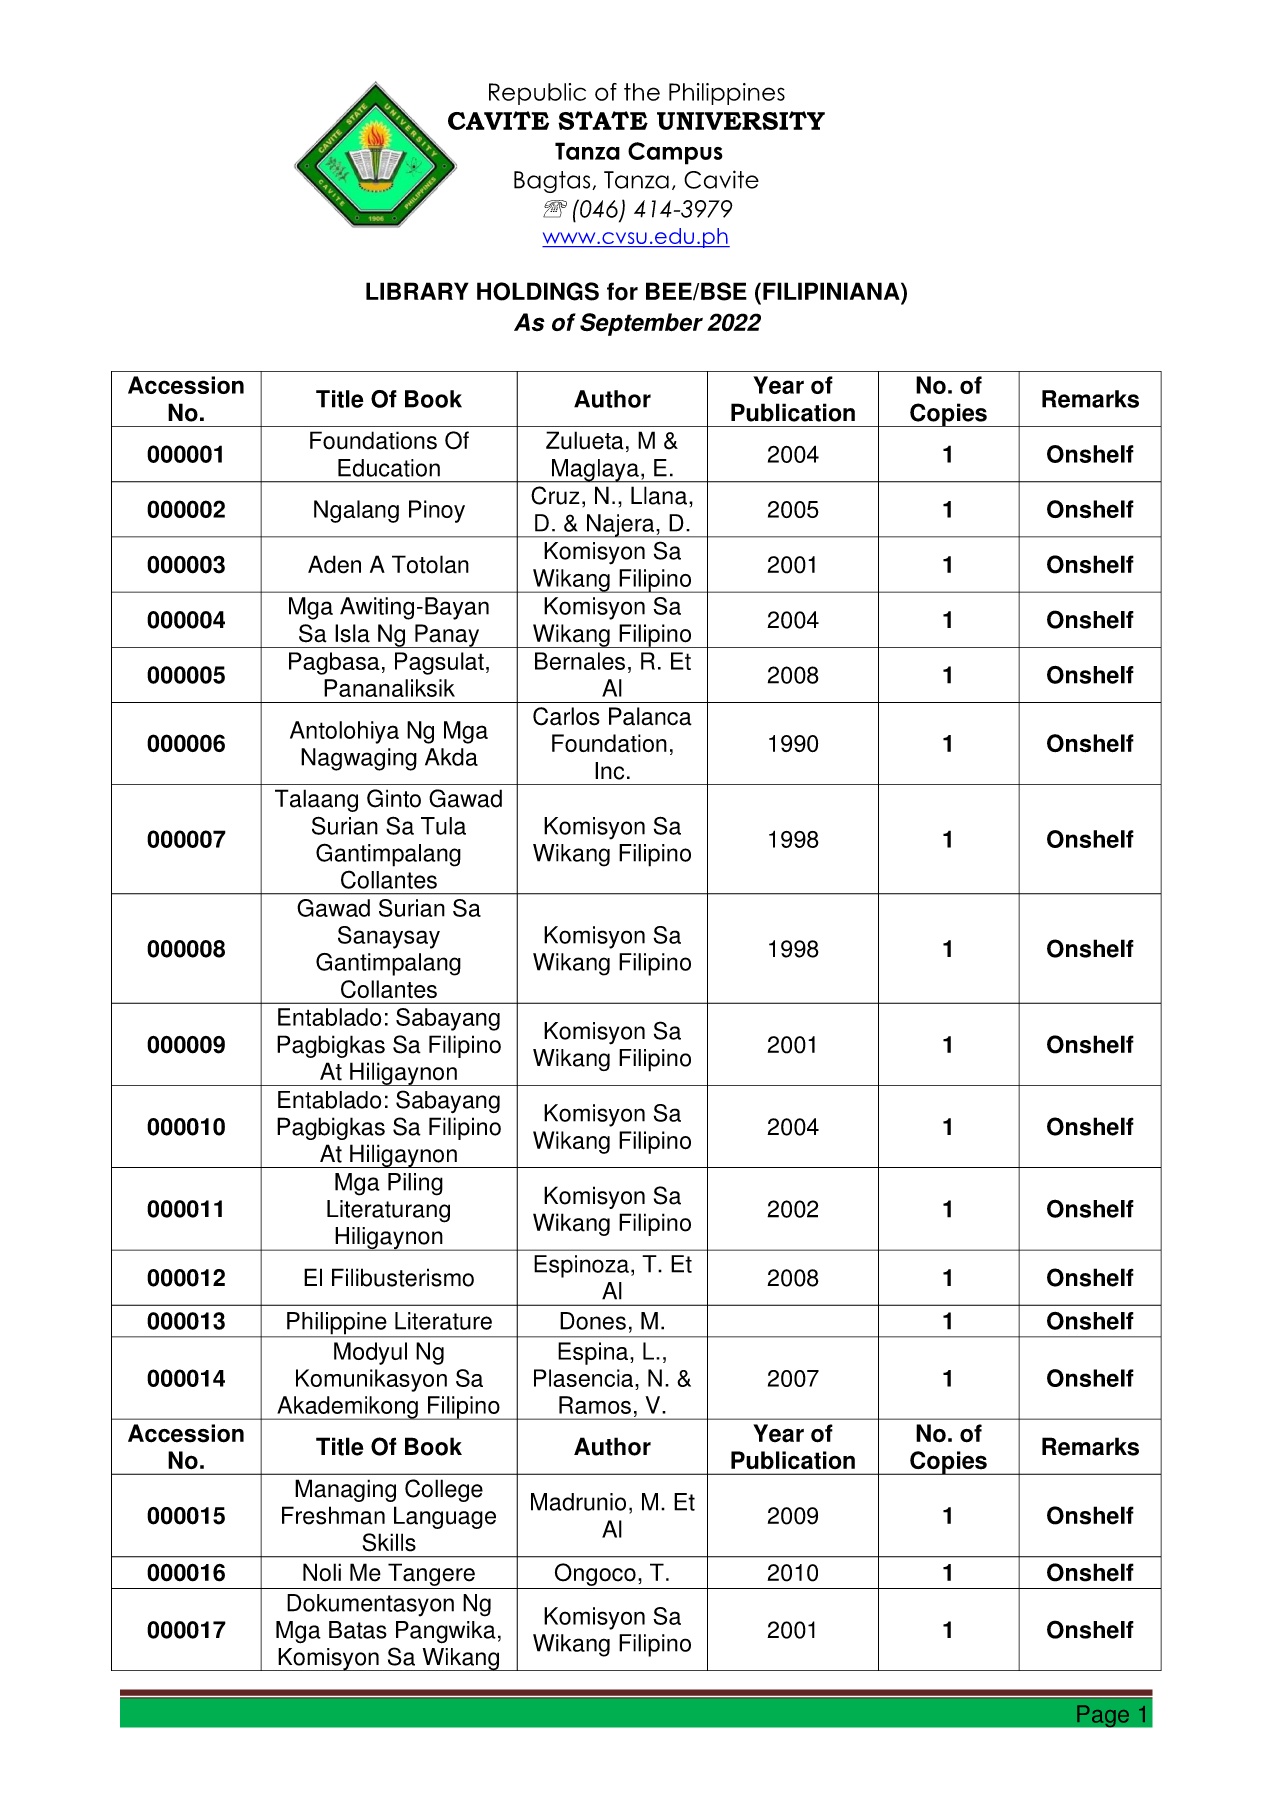 Republic of the Philippines
CAVITE STATE UNIVERSITY
Tanza Campus
Bagtas, Tanza, Cavite
☏ (046) 414-3979
www.cvsu.edu.ph
CAVITE STATE UNIVERSITY
CAVITE
PHILIPPINES
1906
LIBRARY HOLDINGS for BEE/BSE (FILIPINIANA)
As of September 2022
Accession No. Title Of Book Author Year of Publication No. of Copies Remarks
000001 Foundations Of Education Zulueta, M & Maglaya, E. 2004 1 Onshelf
000002 Ngalang Pinoy Cruz, N., Llana, D. & Najera, D. 2005 1 Onshelf
000003 Aden A Totolan Komisyon Sa Wikang Filipino 2001 1 Onshelf
000004 Mga Awiting-Bayan Sa Isla Ng Panay Komisyon Sa Wikang Filipino 2004 1 Onshelf
000005 Pagbasa, Pagsulat, Pananaliksik Bernales, R. Et Al 2008 1 Onshelf
000006 Antolohiya Ng Mga Nagwaging Akda Carlos Palanca Foundation, Inc. 1990 1 Onshelf
000007 Talaang Ginto Gawad Surian Sa Tula Gantimpalang Collantes Komisyon Sa Wikang Filipino 1998 1 Onshelf
000008 Gawad Surian Sa Sanaysay Gantimpalang Collantes Komisyon Sa Wikang Filipino 1998 1 Onshelf
000009 Entablado: Sabayang Pagbigkas Sa Filipino At Hiligaynon Komisyon Sa Wikang Filipino 2001 1 Onshelf
000010 Entablado: Sabayang Pagbigkas Sa Filipino At Hiligaynon Komisyon Sa Wikang Filipino 2004 1 Onshelf
000011 Mga Piling Literaturang Hiligaynon Komisyon Sa Wikang Filipino 2002 1 Onshelf
000012 El Filibusterismo Espinoza, T. Et Al 2008 1 Onshelf
000013 Philippine Literature Dones, M. 1 Onshelf
000014 Modyul Ng Komunikasyon Sa Akademikong Filipino Espina, L., Plasencia, N. & Ramos, V. 2007 1 Onshelf
Accession No. Title Of Book Author Year of Publication No. of Copies Remarks
000015 Managing College Freshman Language Skills Madrunio, M. Et Al 2009 1 Onshelf
000016 Noli Me Tangere Ongoco, T. 2010 1 Onshelf
000017 Dokumentasyon Ng Mga Batas Pangwika, Komisyon Sa Wikang Komisyon Sa Wikang Filipino 2001 1 Onshelf
Page 1